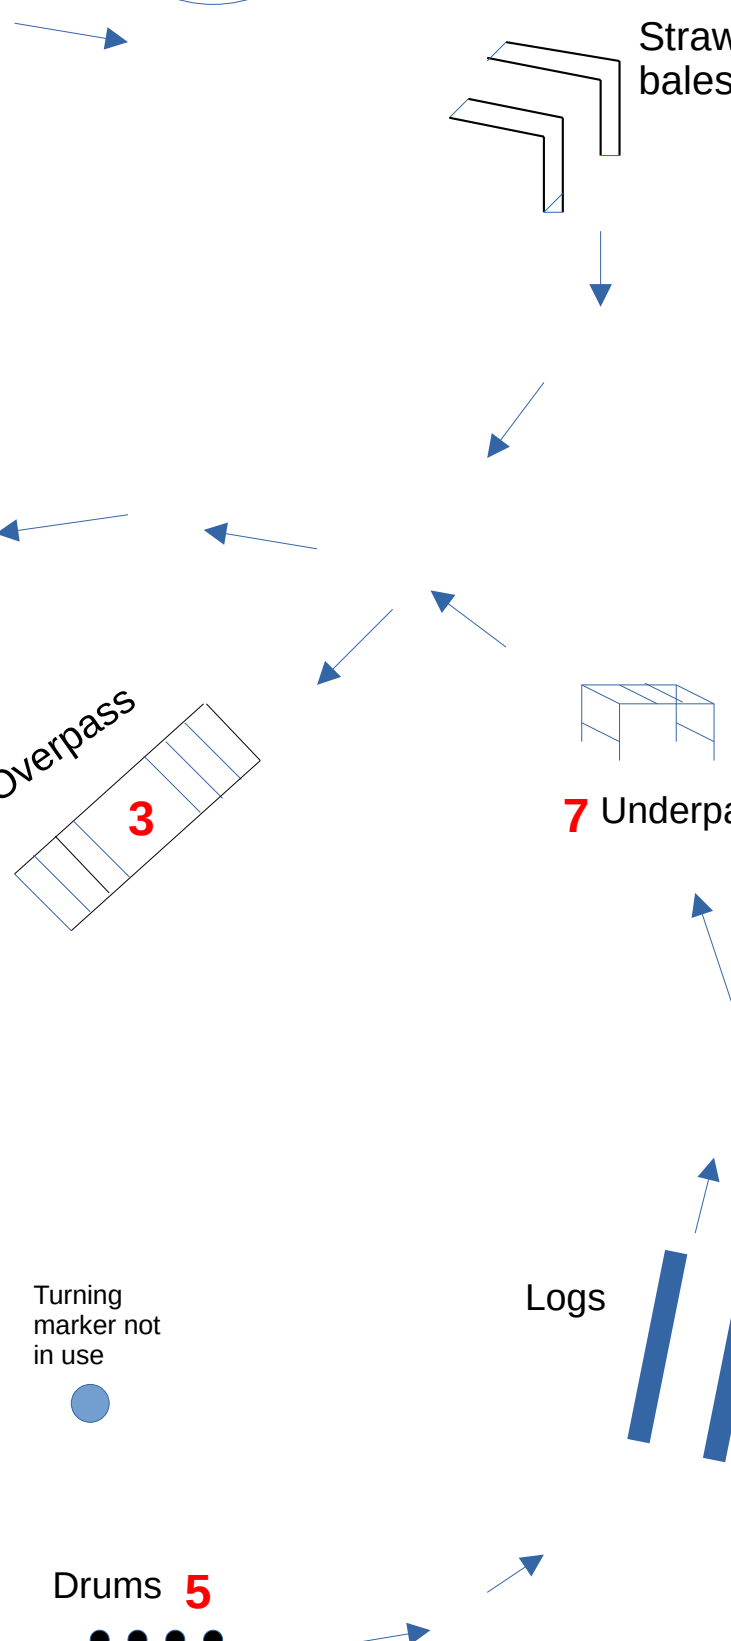 Straw
bales
Overpass
3
7 Underpa
Logs
Turning
marker not
in use
Drums 5